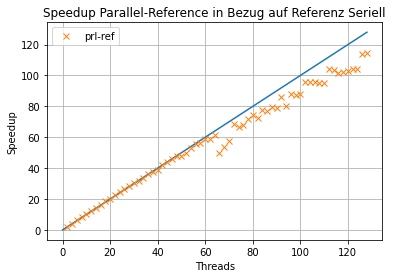 Speedup Parallel-Reference in Bezug auf Referenz Seriell
prl-ref
Speedup
120
100
80
60
40
20
0
0 20 40 60 80 100 120
Threads